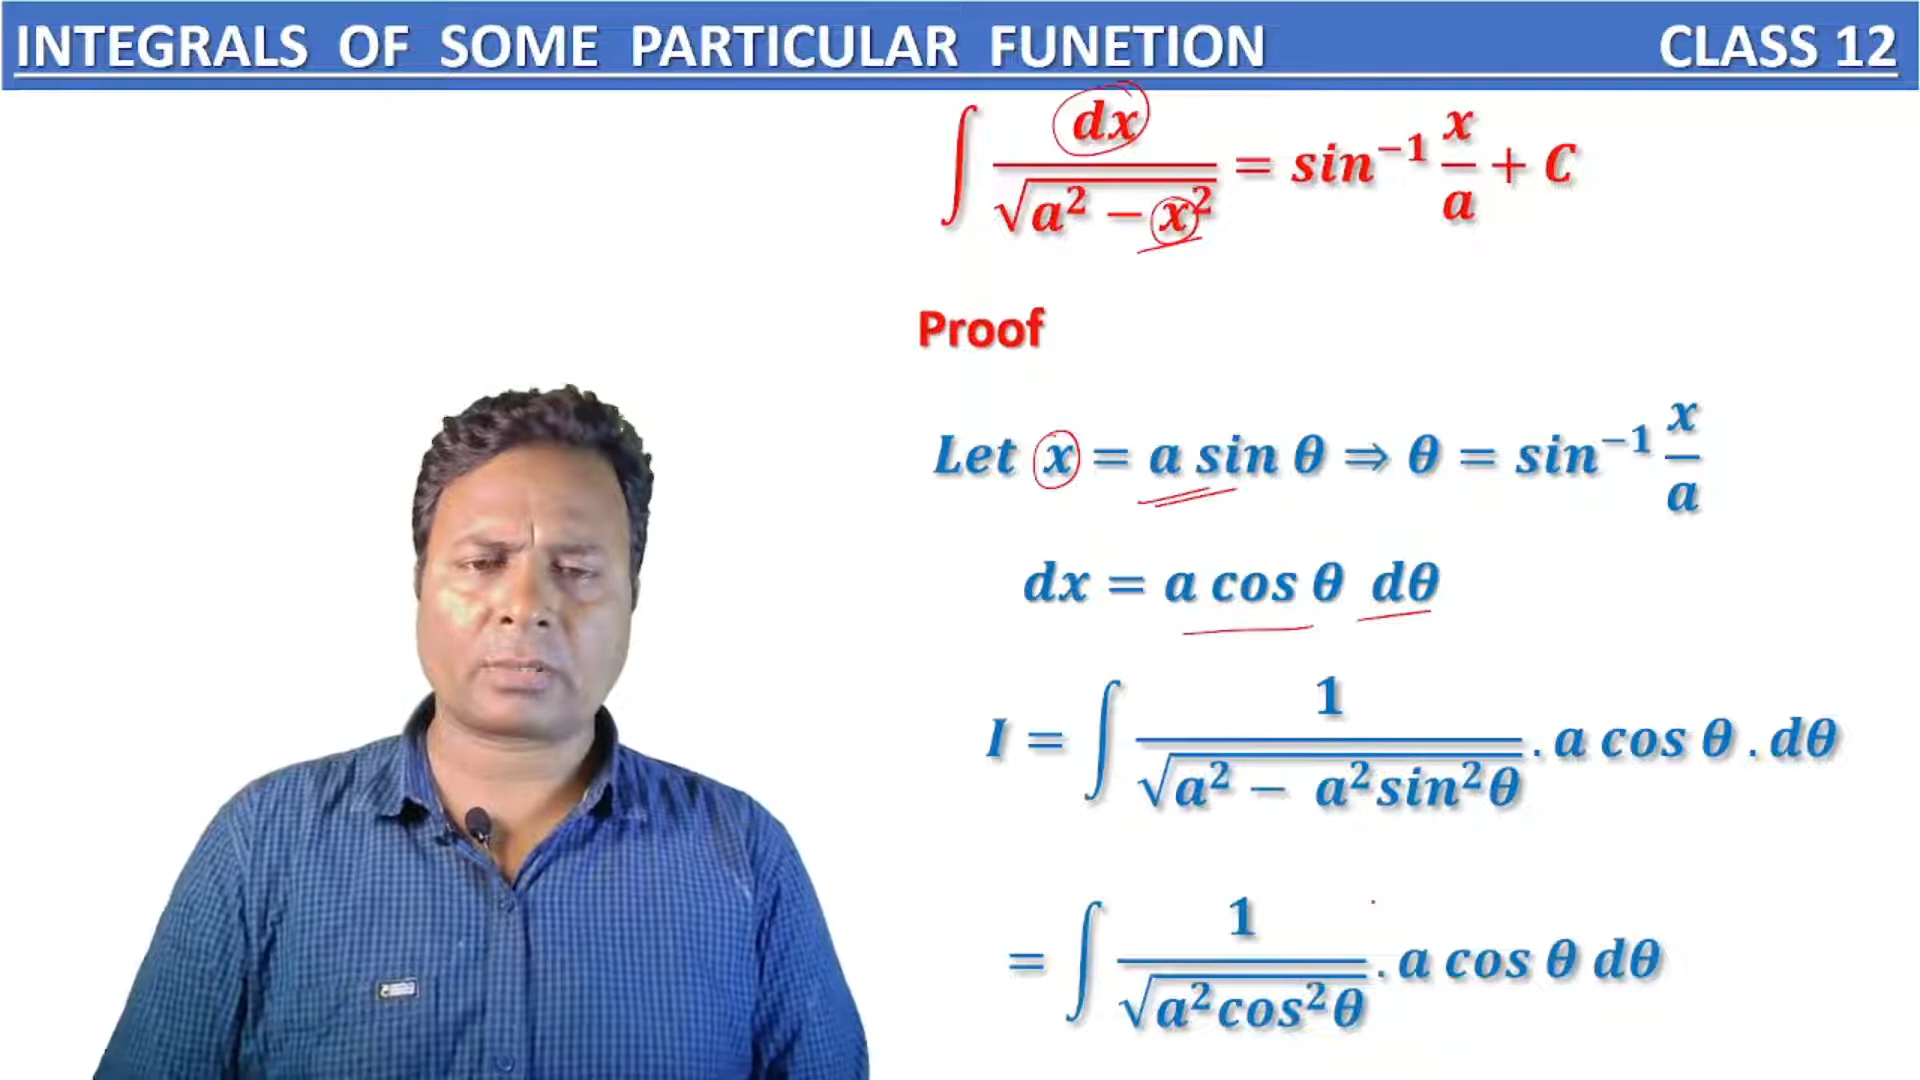 INTEGRALS OF SOME PARTICULAR FUNETION CLASS 12
∫ dx / √(a² − x²) = sin⁻¹ x/a + C
Proof
Let x = a sin θ ⇒ θ = sin⁻¹ x/a
dx = a cos θ dθ
I = ∫ 1 / √(a² − a²sin²θ) . a cos θ . dθ
= ∫ 1 / √(a²cos²θ) . a cos θ dθ